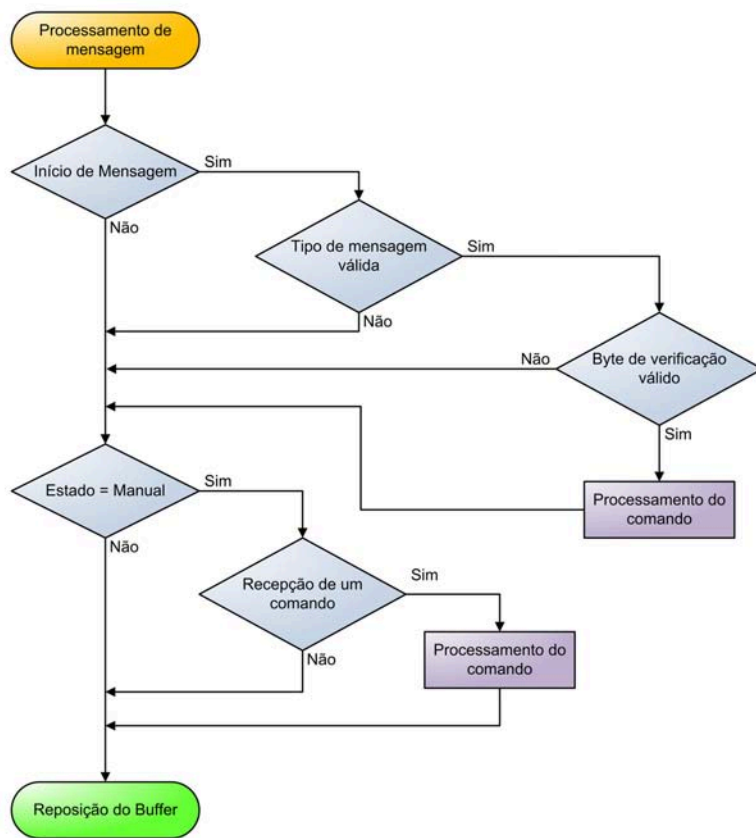 Processamento de
mensagem
Início de Mensagem
Sim
Não
Tipo de mensagem
válida
Sim
Não
Byte de verificação
válido
Não
Sim
Processamento do
comando
Estado = Manual
Sim
Não
Recepção de um
comando
Sim
Não
Processamento do
comando
Reposição do Buffer